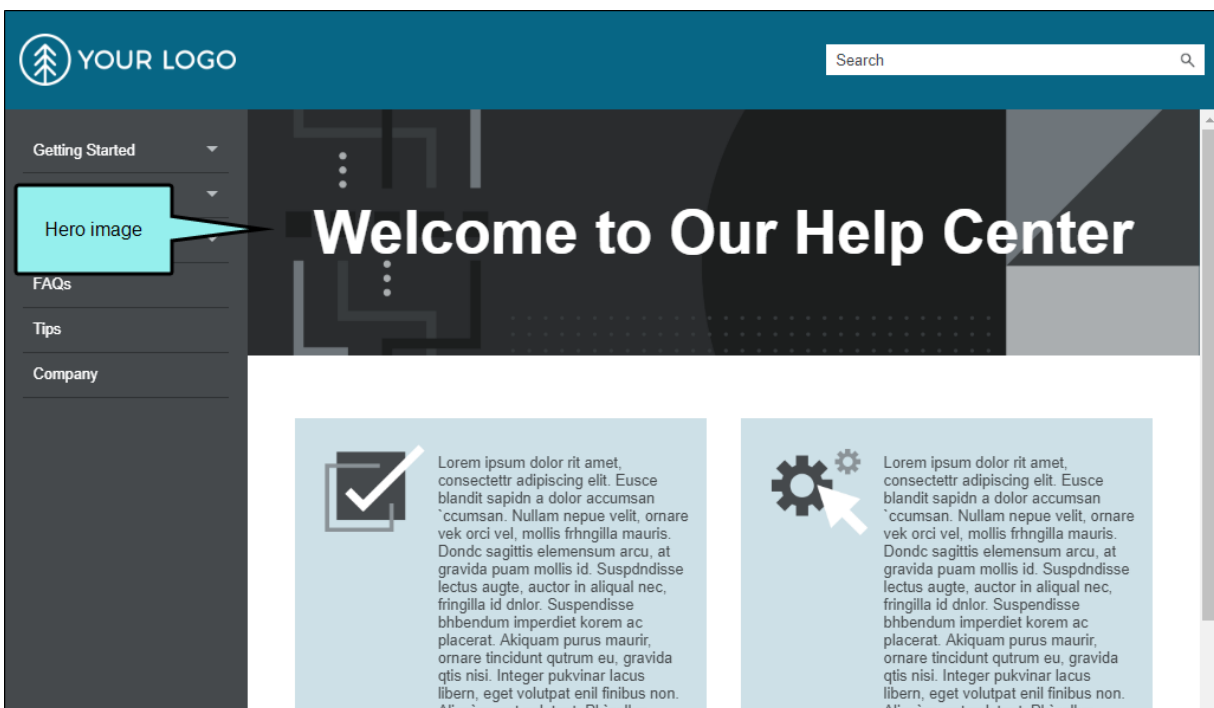 YOUR LOGO
Search
Getting Started
Hero image
FAQs
Tips
Company
Welcome to Our Help Center
Lorem ipsum dolor rit amet,
consectettr adipiscing elit. Eusce
blandit sapidn a dolor accumsan
`ccumsan. Nullam nepue velit, ornare
vek orci vel, mollis frhngilla mauris.
Dondc sagittis elemensum arcu, at
gravida puam mollis id. Suspdndisse
lectus augte, auctor in aliqual nec,
fringilla id dnlor. Suspendisse
bhbendum imperdiet korem ac
placerat. Akiquam purus maurir,
ornare tincidunt qutrum eu, gravida
qtis nisi. Integer pukvinar lacus
libern, eget volutpat enil finibus non.
Lorem ipsum dolor rit amet,
consectettr adipiscing elit. Eusce
blandit sapidn a dolor accumsan
`ccumsan. Nullam nepue velit, ornare
vek orci vel, mollis frhngilla mauris.
Dondc sagittis elemensum arcu, at
gravida puam mollis id. Suspdndisse
lectus augte, auctor in aliqual nec,
fringilla id dnlor. Suspendisse
bhbendum imperdiet korem ac
placerat. Akiquam purus maurir,
ornare tincidunt qutrum eu, gravida
qtis nisi. Integer pukvinar lacus
libern, eget volutpat enil finibus non.